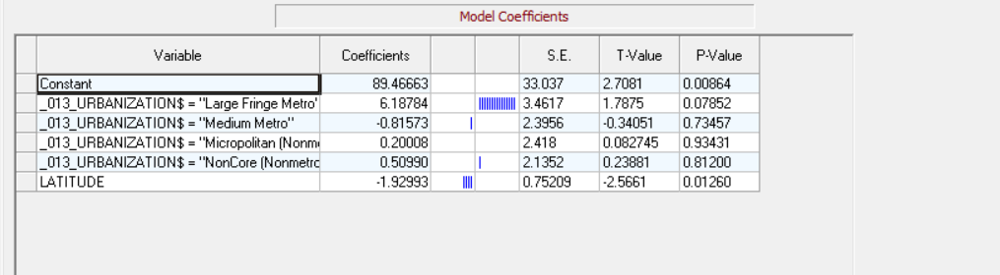 Model Coefficients
Variable Coefficients S.E. T-Value P-Value
Constant 89.46663 33.037 2.7081 0.00864
_013_URBANIZATION$ = "Large Fringe Metro" 6.18784 3.4617 1.7875 0.07852
_013_URBANIZATION$ = "Medium Metro" -0.81573 2.3956 -0.34051 0.73457
_013_URBANIZATION$ = "Micropolitan (Nonm 0.20008 2.418 0.082745 0.93431
_013_URBANIZATION$ = "NonCore (Nonmetro 0.50990 2.1352 0.23881 0.81200
LATITUDE -1.92993 0.75209 -2.5661 0.01260